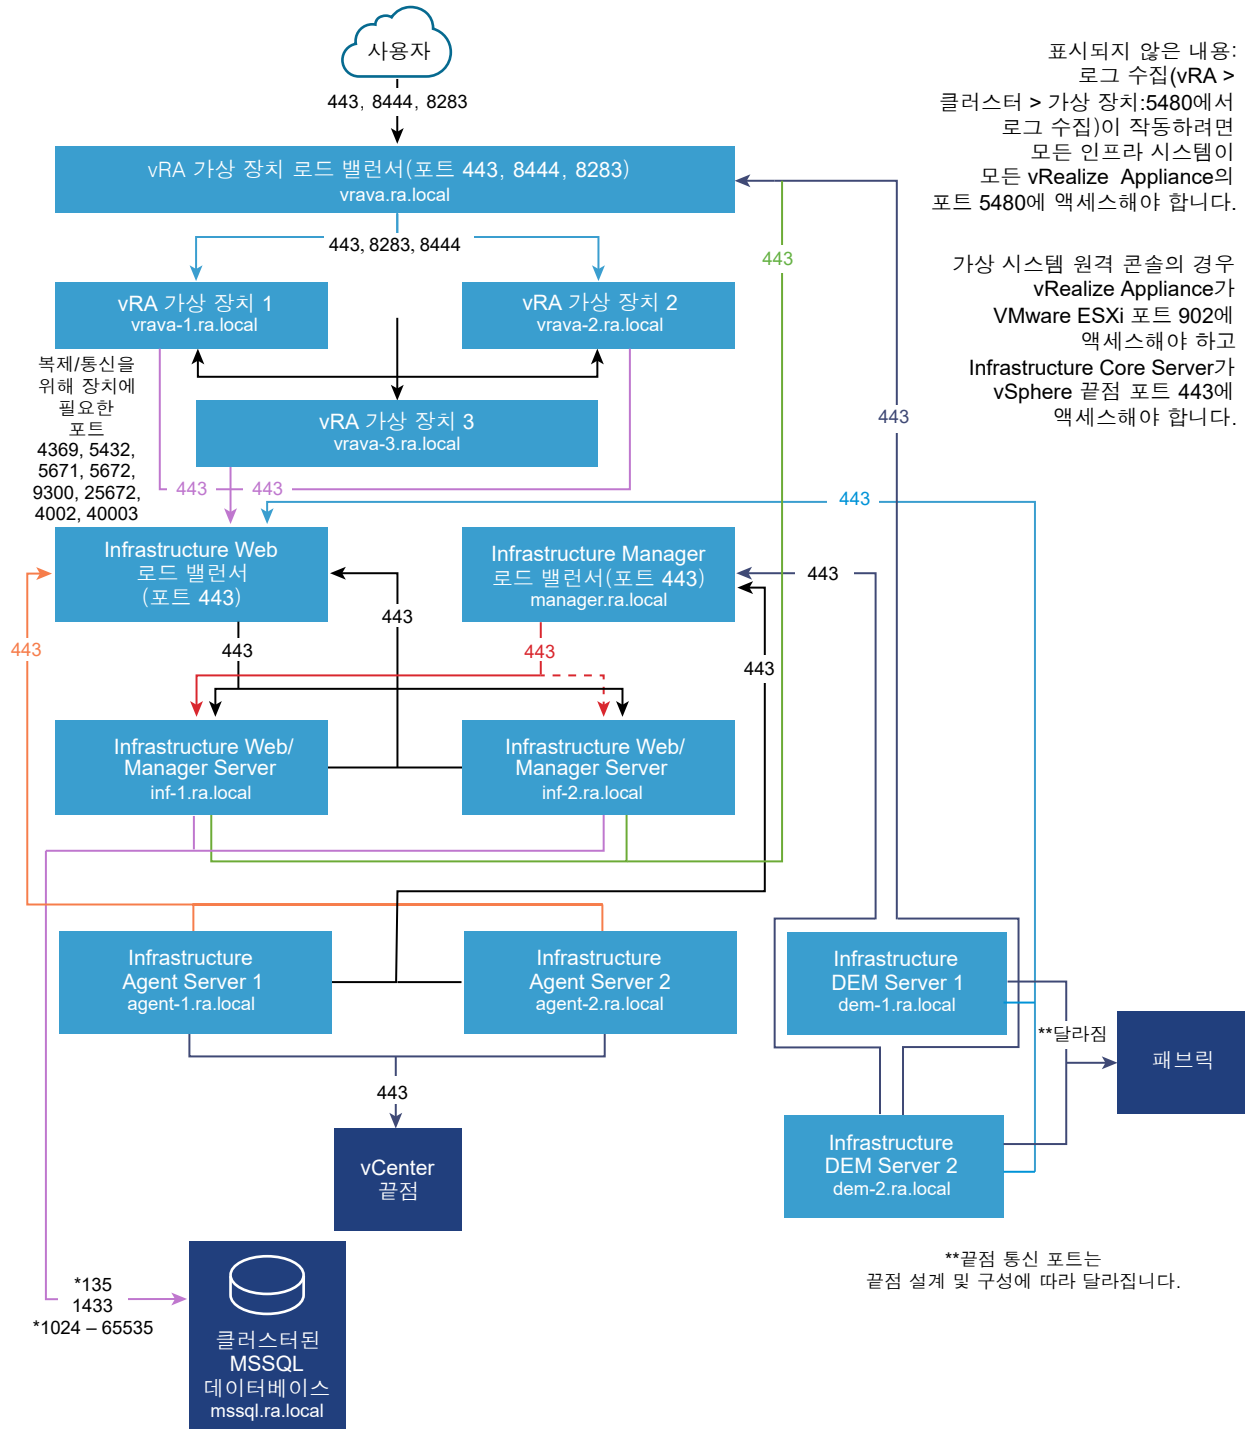 사용자
443, 8444, 8283
vRA 가상 장치 로드 밸런서(포트 443, 8444, 8283)
vrava.ra.local
443, 8283, 8444
vRA 가상 장치 1
vrava-1.ra.local
vRA 가상 장치 2
vrava-2.ra.local
vRA 가상 장치 3
vrava-3.ra.local
복제/통신을
위해 장치에
필요한
포트
4369, 5432,
5671, 5672,
9300, 25672,
4002, 40003
443
443
443
443
443
표시되지 않은 내용:
로그 수집(vRA >
클러스터 > 가상 장치:5480에서
로그 수집)이 작동하려면
모든 인프라 시스템이
모든 vRealize Appliance의
포트 5480에 액세스해야 합니다.
가상 시스템 원격 콘솔의 경우
vRealize Appliance가
VMware ESXi 포트 902에
액세스해야 하고
Infrastructure Core Server가
vSphere 끝점 포트 443에
액세스해야 합니다.
Infrastructure Web
로드 밸런서
(포트 443)
Infrastructure Manager
로드 밸런서(포트 443)
manager.ra.local
443
443
443
443
443
443
Infrastructure Web/
Manager Server
inf-1.ra.local
Infrastructure Web/
Manager Server
inf-2.ra.local
Infrastructure
Agent Server 1
agent-1.ra.local
Infrastructure
Agent Server 2
agent-2.ra.local
Infrastructure
DEM Server 1
dem-1.ra.local
**달라짐
패브릭
443
vCenter
끝점
Infrastructure
DEM Server 2
dem-2.ra.local
**끝점 통신 포트는
끝점 설계 및 구성에 따라 달라집니다.
*135
1433
*1024 – 65535
클러스터된
MSSQL
데이터베이스
mssql.ra.local